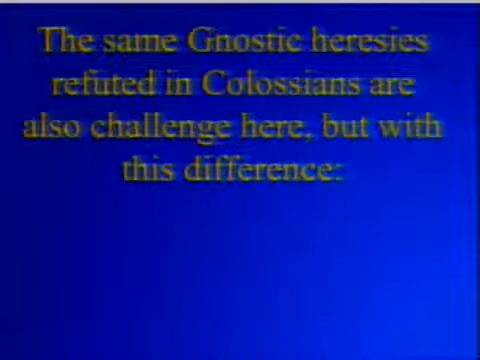 The same Gnostic heresies
refuted in Colossians are
also challenge here, but with
this difference: